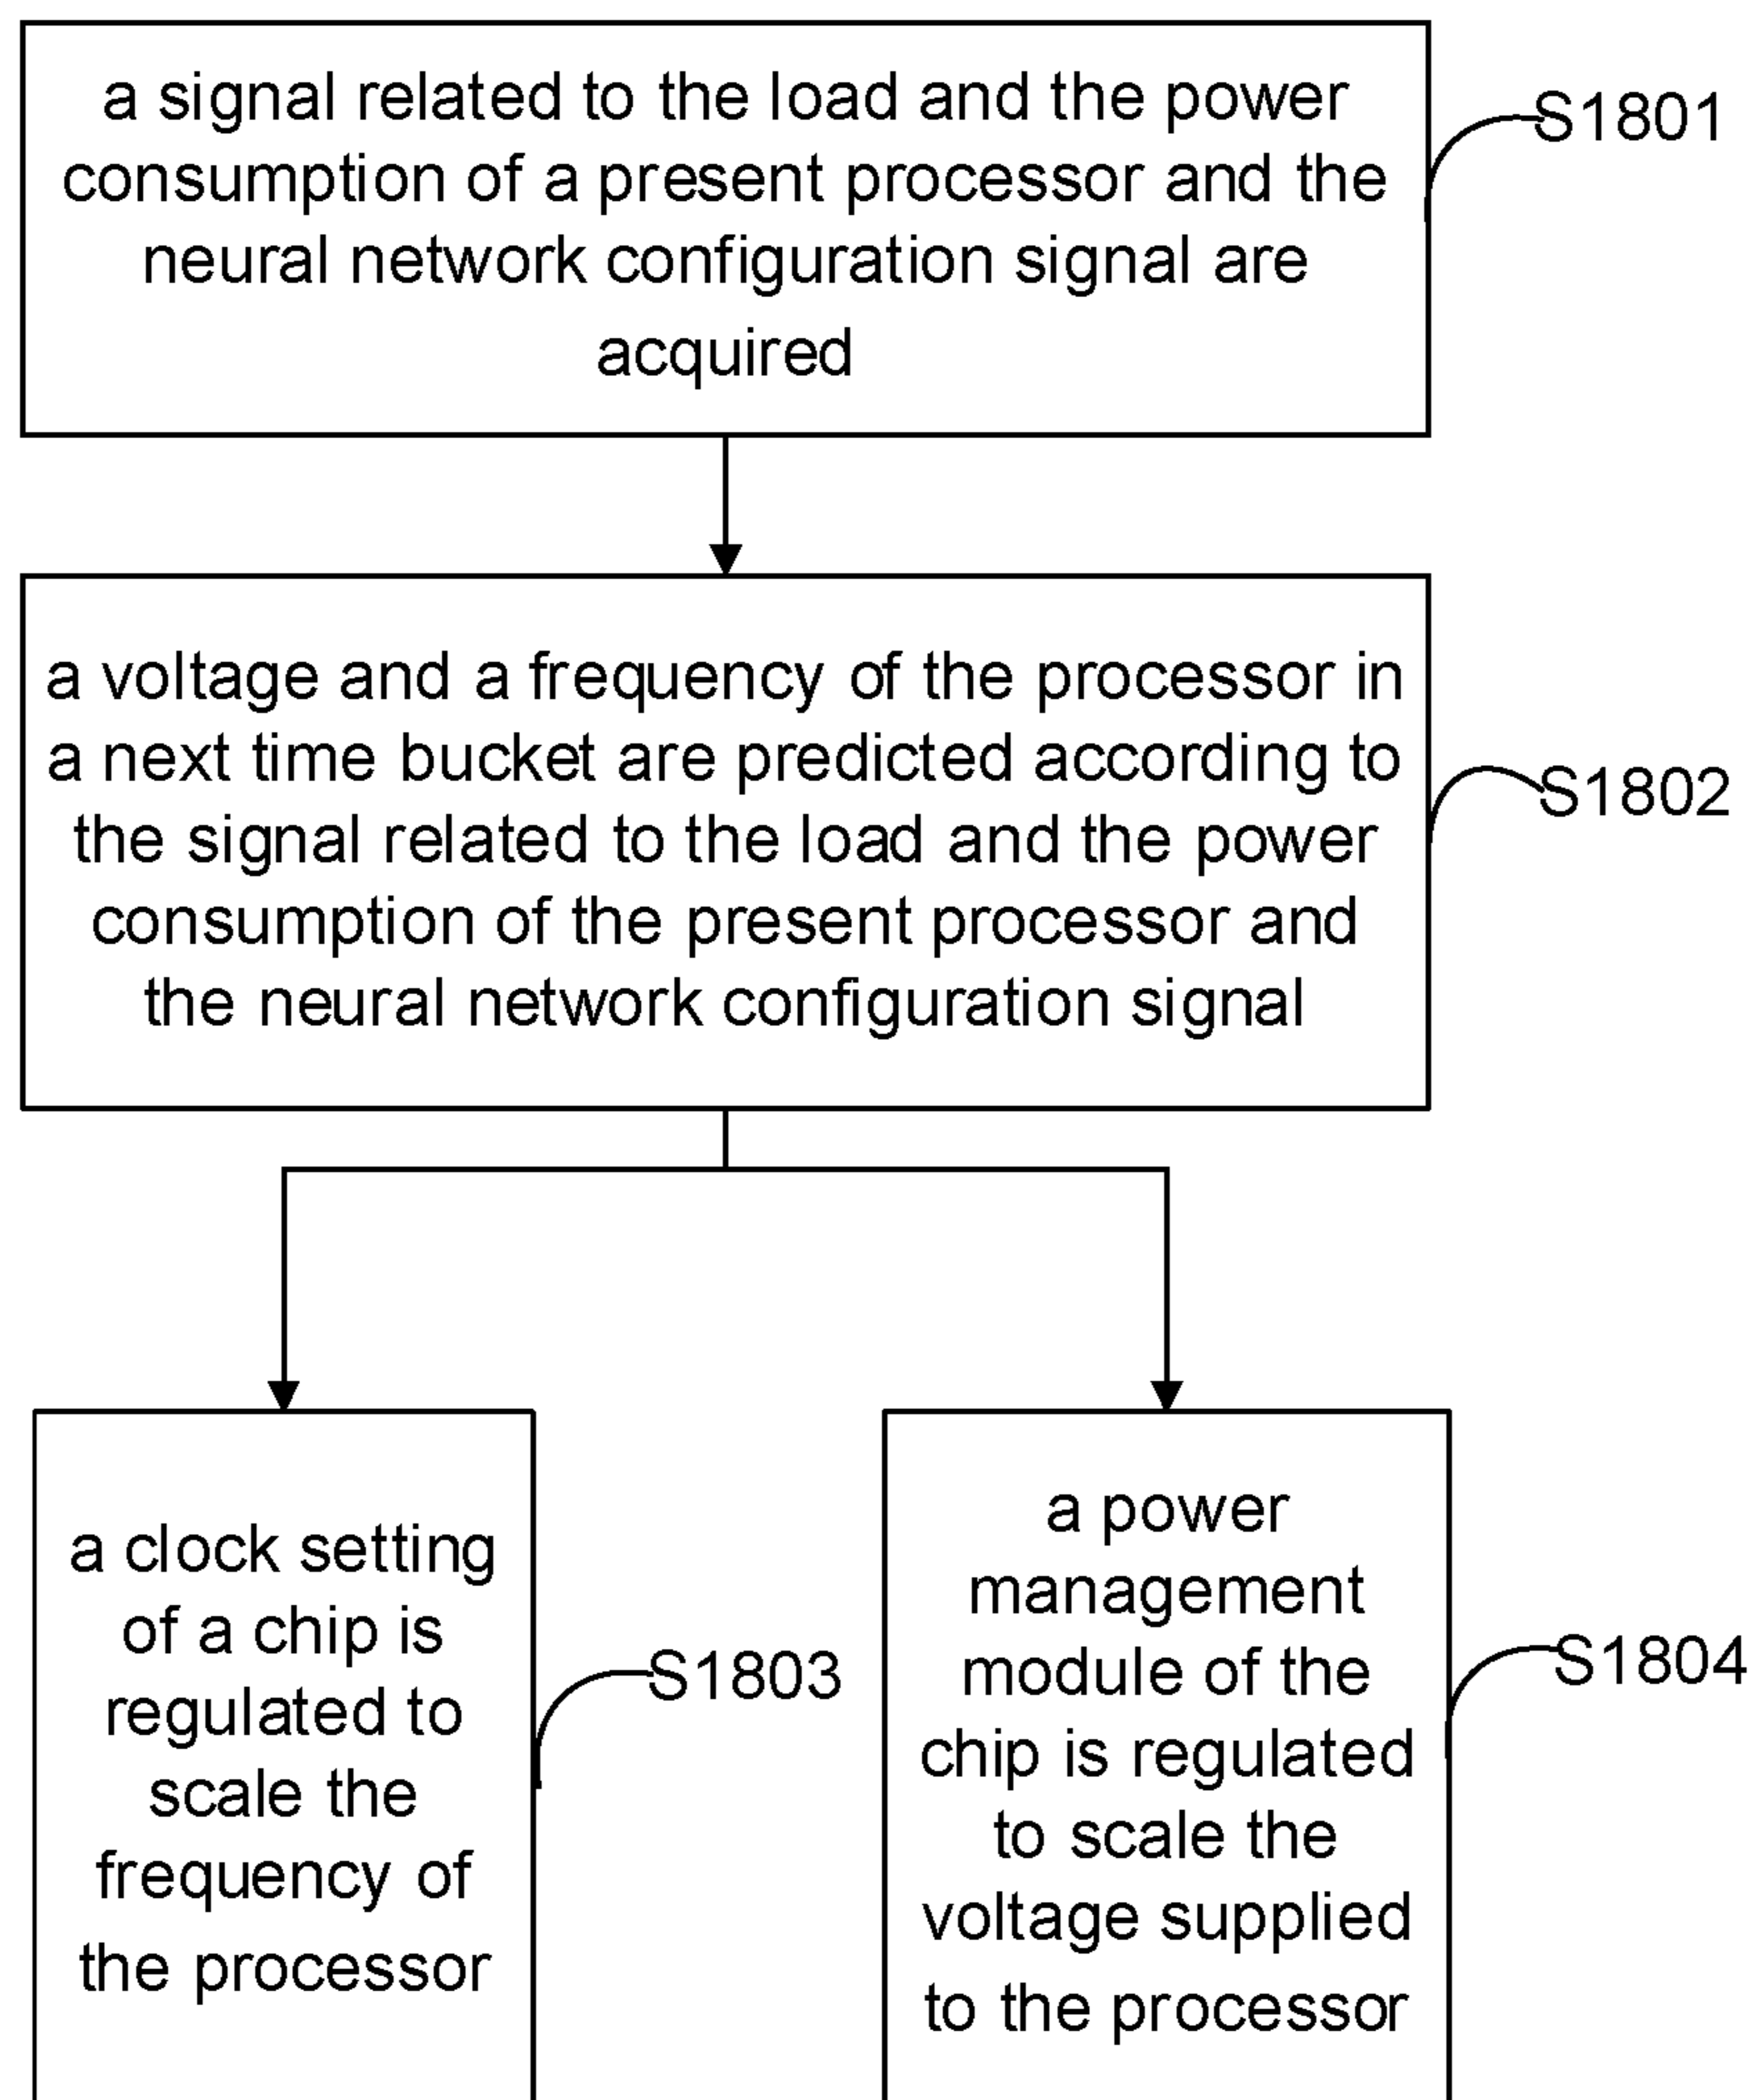 a signal related to the load and the power
consumption of a present processor and the
neural network configuration signal are
acquired
S1801
a voltage and a frequency of the processor in
a next time bucket are predicted according to
the signal related to the load and the power
consumption of the present processor and
the neural network configuration signal
S1802
a clock setting
of a chip is
regulated to
scale the
frequency of
the processor
S1803
a power
management
module of the
chip is regulated
to scale the
voltage supplied
to the processor
S1804